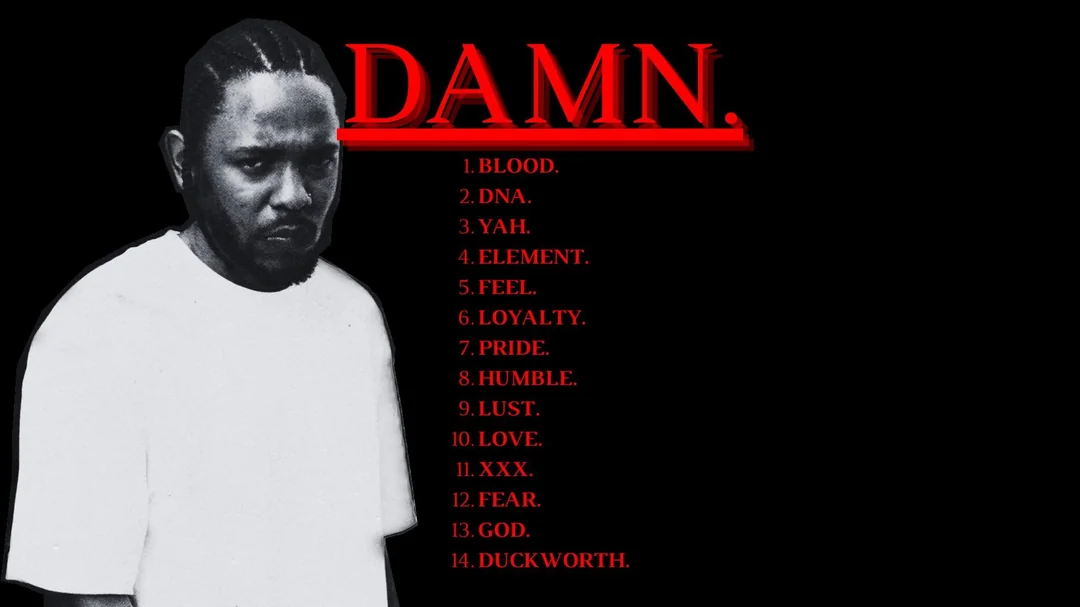 DAMN.
1. BLOOD.
2. DNA.
3. YAH.
4. ELEMENT.
5. FEEL.
6. LOYALTY.
7. PRIDE.
8. HUMBLE.
9. LUST.
10. LOVE.
11. XXX.
12. FEAR.
13. GOD.
14. DUCKWORTH.